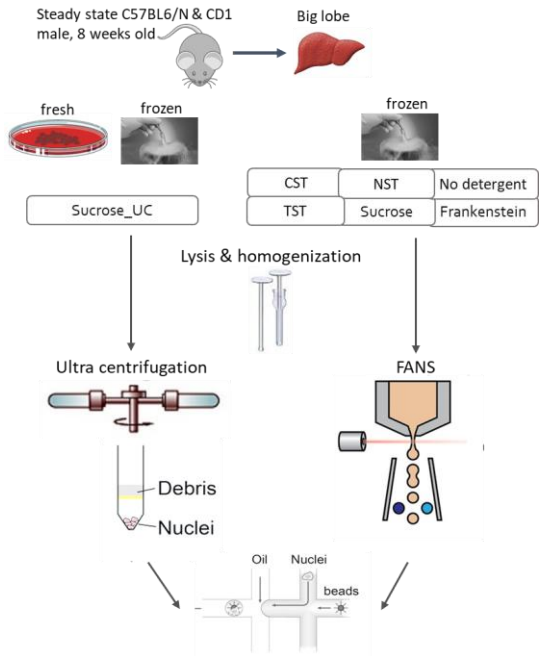 Steady state C57BL6/N & CD1
male, 8 weeks old
Big lobe
fresh
frozen
frozen
CST
NST
No detergent
Sucrose_UC
TST
Sucrose
Frankenstein
Lysis & homogenization
Ultra centrifugation
FANS
Debris
Nuclei
Oil
Nuclei
beads